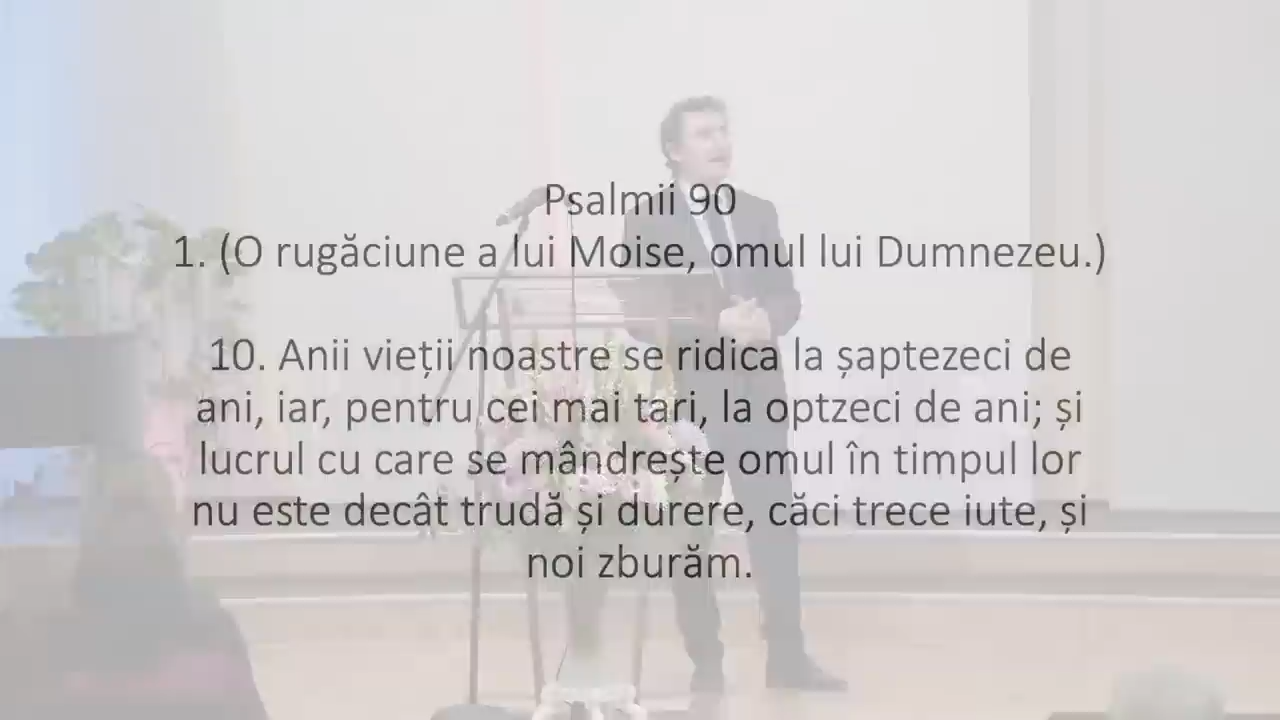 Psalmii 90
1. (O rugăciune a lui Moise, omul lui Dumnezeu.)
10. Anii vieții noastre se ridica la șaptezeci de
ani, iar, pentru cei mai tari, la optzeci de ani; și
lucrul cu care se mândrește omul în timpul lor
nu este decât trudă și durere, căci trece iute, și
noi zburăm.